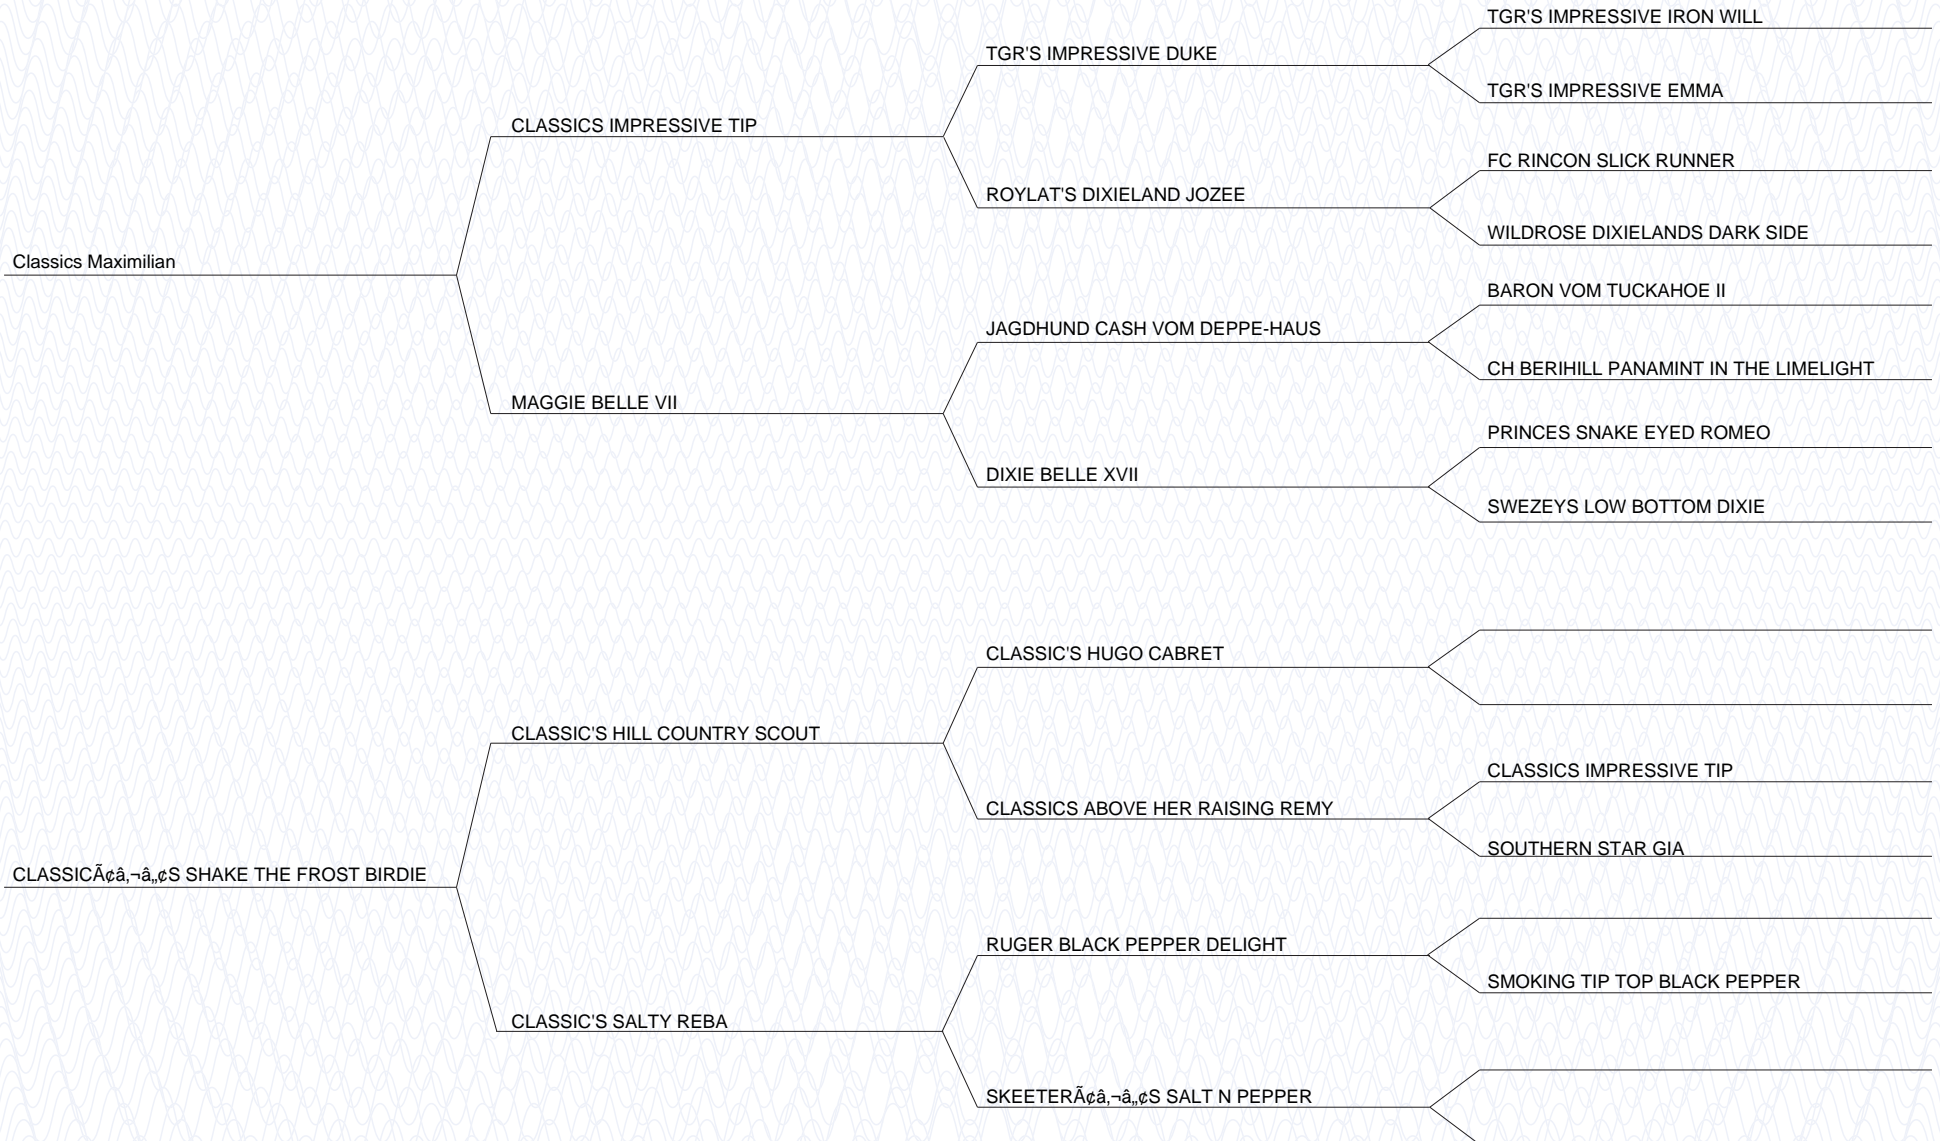 TGR'S IMPRESSIVE IRON WILL
TGR'S IMPRESSIVE DUKE
TGR'S IMPRESSIVE EMMA
CLASSICS IMPRESSIVE TIP
FC RINCON SLICK RUNNER
ROYLAT'S DIXIELAND JOZEE
WILDROSE DIXIELANDS DARK SIDE
Classics Maximilian
BARON VOM TUCKAHOE II
JAGDHUND CASH VOM DEPPE-HAUS
CH BERIHILL PANAMINT IN THE LIMELIGHT
MAGGIE BELLE VII
PRINCES SNAKE EYED ROMEO
DIXIE BELLE XVII
SWEZEYS LOW BOTTOM DIXIE
CLASSIC'S HUGO CABRET
CLASSIC'S HILL COUNTRY SCOUT
CLASSICS IMPRESSIVE TIP
CLASSICS ABOVE HER RAISING REMY
SOUTHERN STAR GIA
CLASSICÃ¢â‚¬â„¢S SHAKE THE FROST BIRDIE
RUGER BLACK PEPPER DELIGHT
SMOKING TIP TOP BLACK PEPPER
CLASSIC'S SALTY REBA
SKEETERÃ¢â‚¬â„¢S SALT N PEPPER